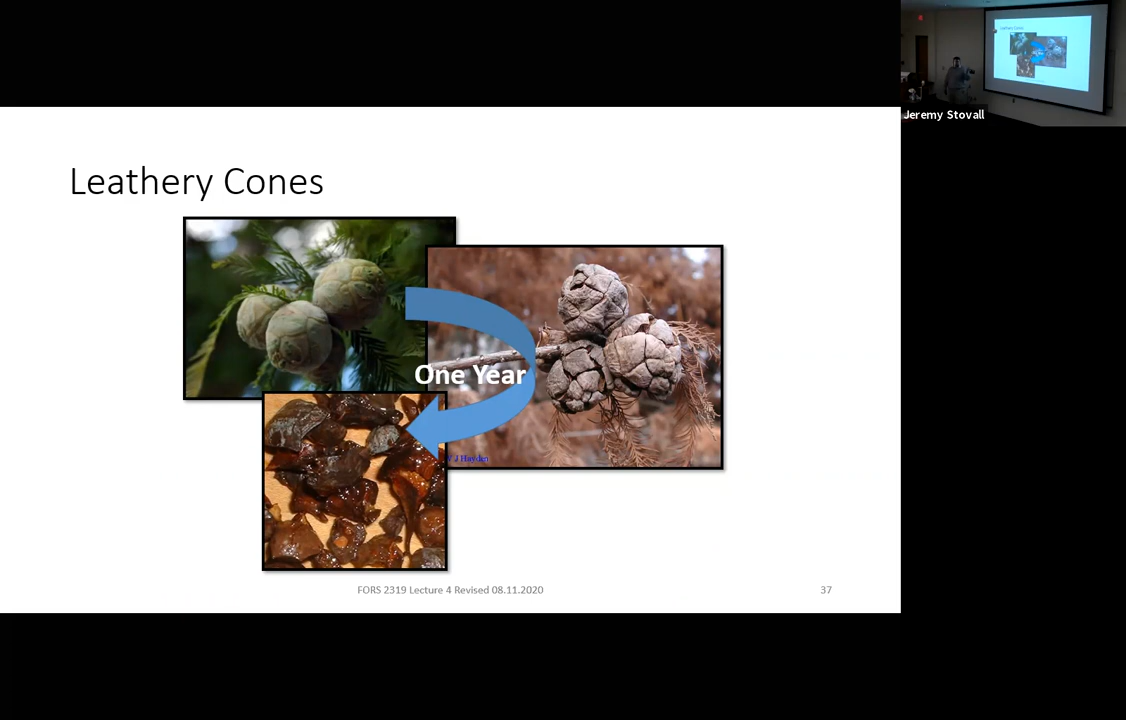 Jeremy Stovall
Leathery Cones
One Year
J Hayden
FORS 2319 Lecture 4 Revised 08.11.2020
37